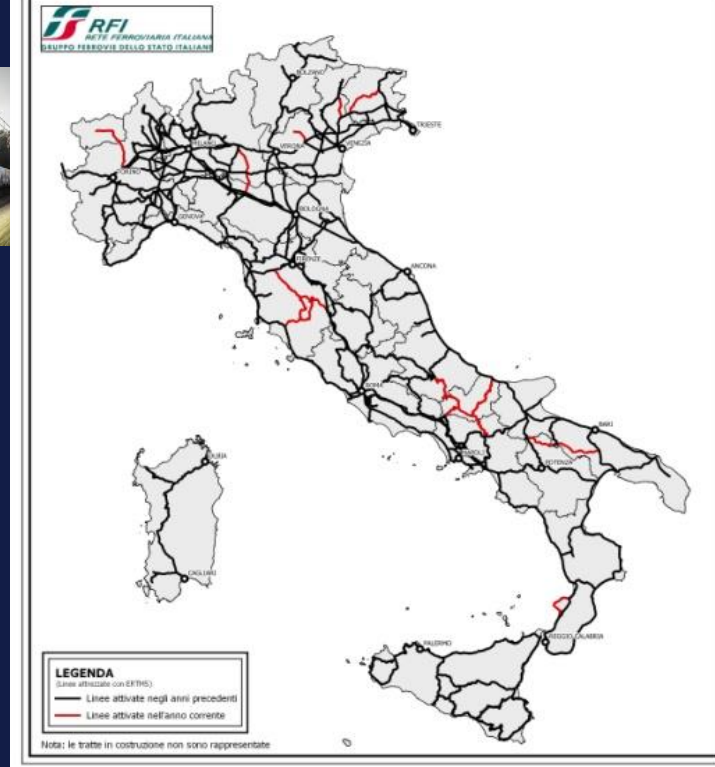 RFI
RETE FERROVIARIA ITALIANA
GRUPPO FERROVIE DELLO STATO ITALIANE
BOLZANO
TRIESTE
MILANO
VERONA
VENEZIA
TORINO
GENOVA
BOLOGNA
FIRENZE
ANCONA
ROMA
BARI
NAPOLI
POTENZA
OLBIA
CAGLIARI
REGGIO CALABRIA
PALERMO
LEGENDA
(Linee attrezzate con ERTMS)
Linee attivate negli anni precedenti
Linee attivate nell'anno corrente
Nota: le tratte in costruzione non sono rappresentate